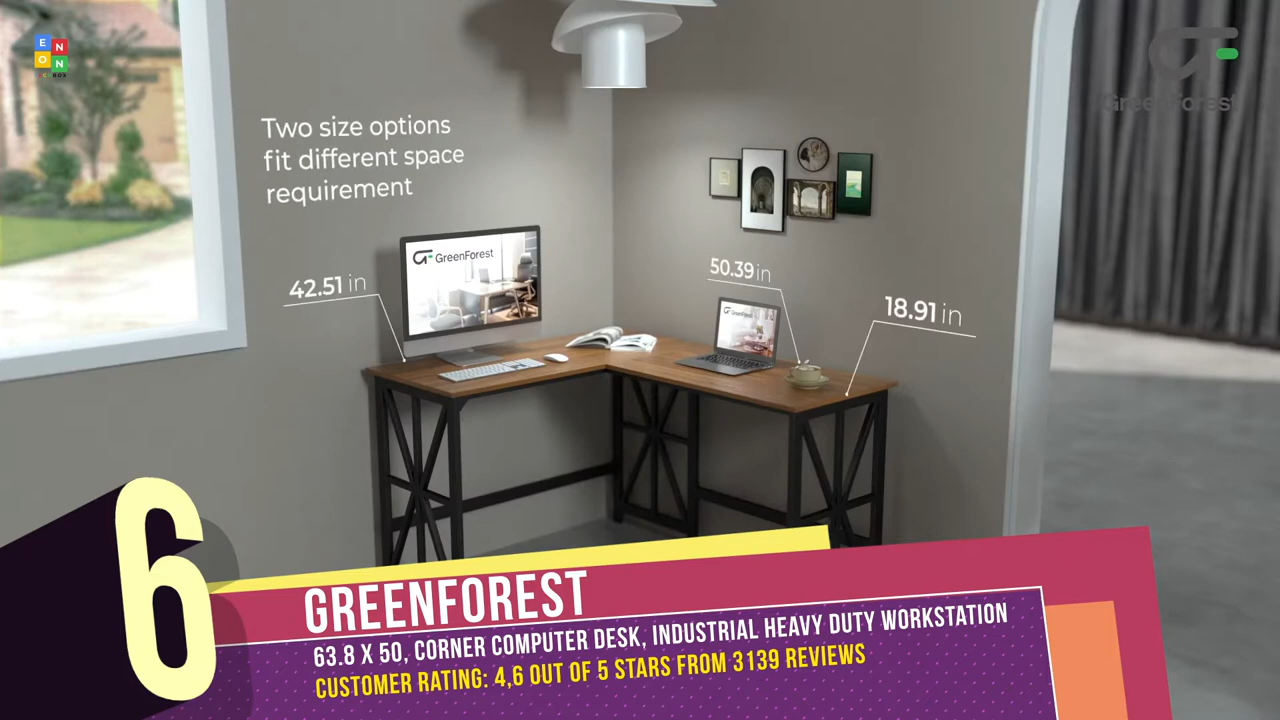 E N
O N
GreenForest
Two size options
fit different space
requirement
GreenForest
42.51 in
50.39 in
18.91 in
GreenForest
6
GREENFOREST
63.8 X 50, CORNER COMPUTER DESK, INDUSTRIAL HEAVY DUTY WORKSTATION
CUSTOMER RATING: 4,6 OUT OF 5 STARS FROM 3139 REVIEWS